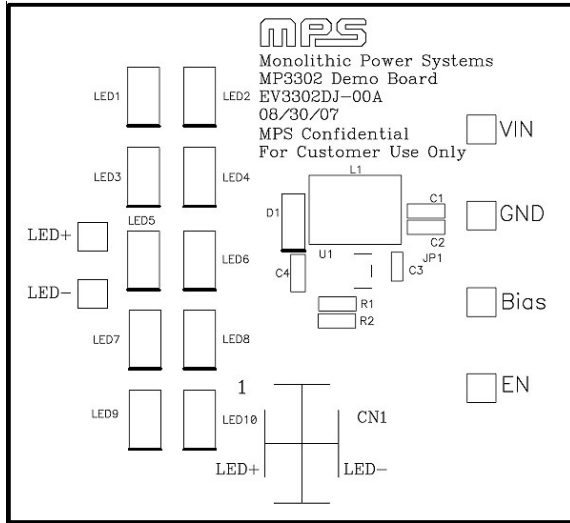 mps
Monolithic Power Systems
MP3302 Demo Board
EV3302DJ-00A
08/30/07
MPS Confidential
For Customer Use Only
LED1
LED2
VIN
LED3
LED4
L1
D1
C1
GND
LED5
LED+
C2
LED6
U1
JP1
C4
C3
LED-
R1
Bias
R2
LED7
LED8
1
EN
LED9
LED10
CN1
LED+
LED-